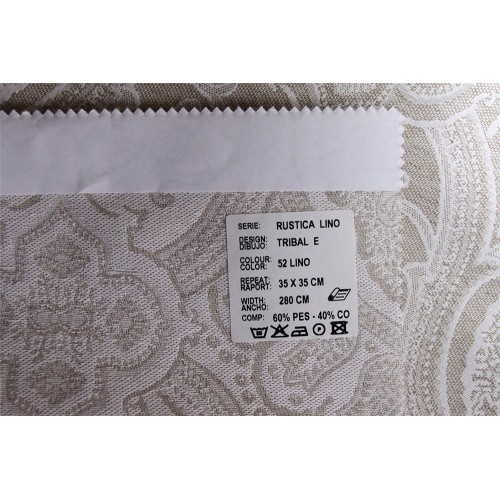 SERIE: RUSTICA LINO
DESIGN:
DIBUJO: TRIBAL E
COLOUR:
COLOR: 52 LINO
REPEAT:
RAPORT: 35 X 35 CM
WIDTH:
ANCHO: 280 CM
COMP: 60% PES - 40% CO